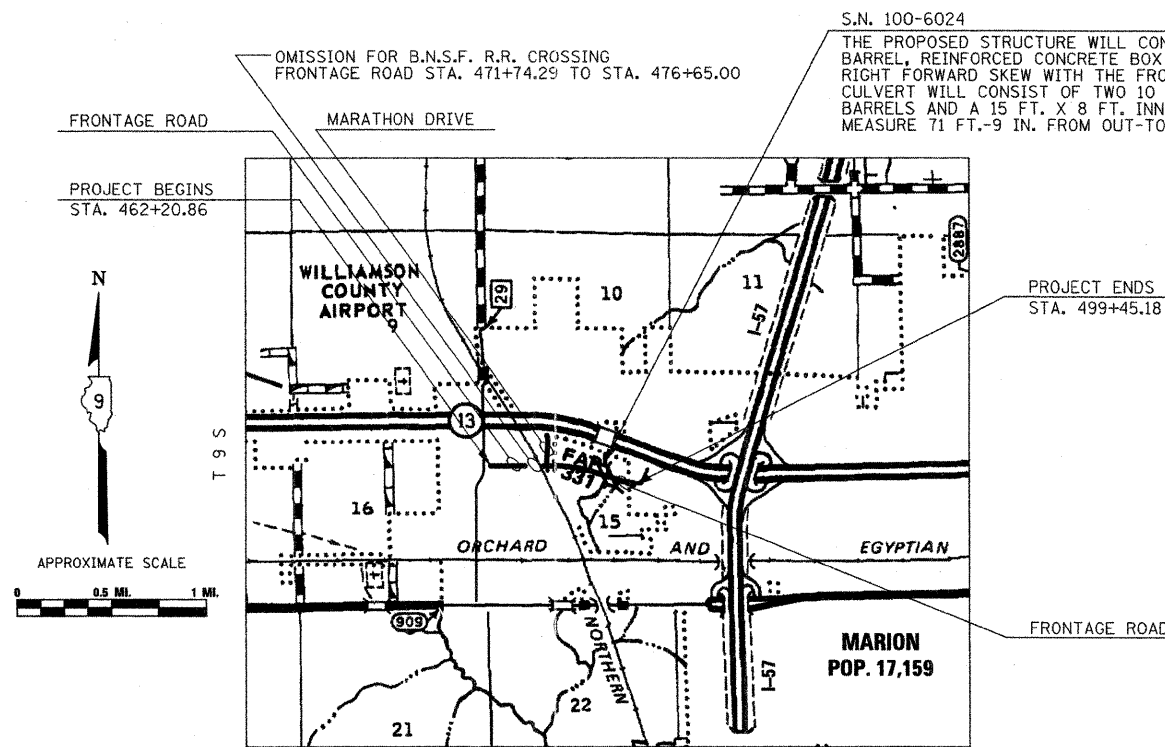 S.N. 100-6024
THE PROPOSED STRUCTURE WILL CON
BARREL, REINFORCED CONCRETE BOX
RIGHT FORWARD SKEW WITH THE FRO
CULVERT WILL CONSIST OF TWO 10
BARRELS AND A 15 FT. X 8 FT. INN
MEASURE 71 FT.-9 IN. FROM OUT-TO
OMISSION FOR B.N.S.F. R.R. CROSSING
FRONTAGE ROAD STA. 471+74.29 TO STA. 476+65.00
FRONTAGE ROAD
MARATHON DRIVE
PROJECT BEGINS
STA. 462+20.86
2887
WILLIAMSON
COUNTY
AIRPORT
9
29
10
11
I-57
PROJECT ENDS
STA. 499+45.18
N
9
13
T 9 S
FAP
331
16
15
ORCHARD AND EGYPTIAN
APPROXIMATE SCALE
0 0.5 MI. 1 MI.
909
NORTHERN
FRONTAGE ROAD
MARION
POP. 17,159
I-57
22
21